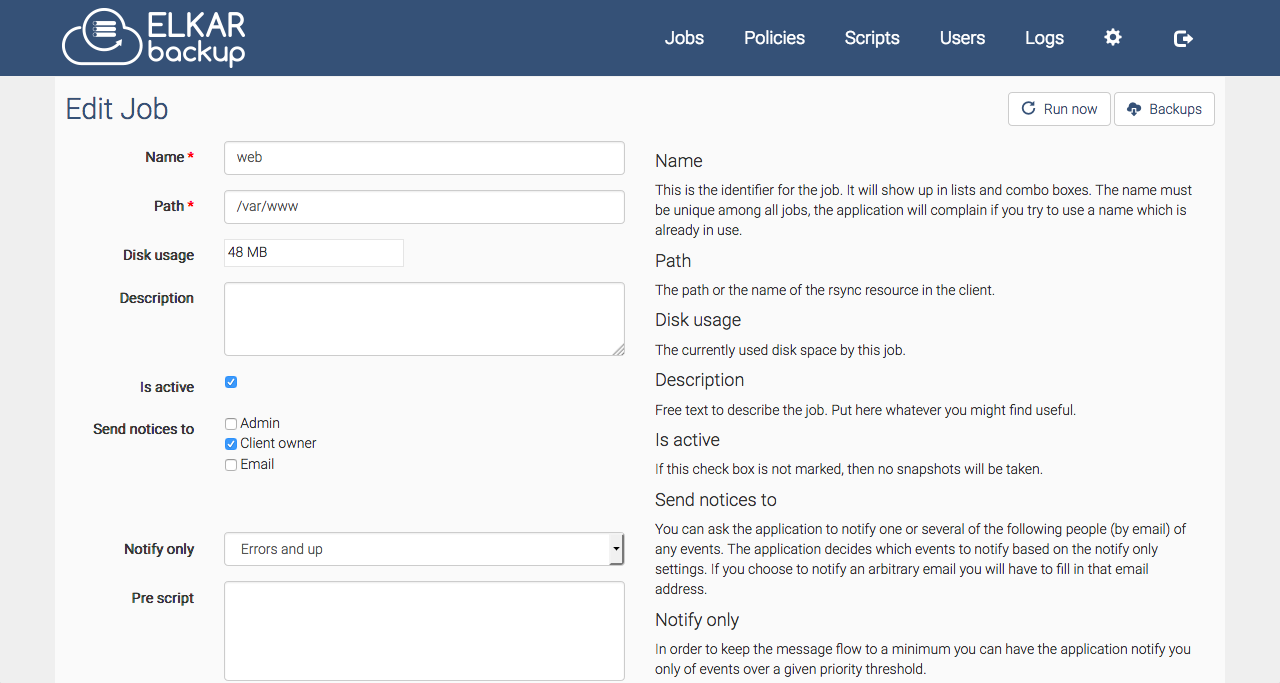 ELKAR
backup
Jobs Policies Scripts Users Logs
Edit Job
Run now Backups
Name *
web
Path *
/var/www
Disk usage
48 MB
Description
Is active
Send notices to
Admin
Client owner
Email
Notify only
Errors and up
Pre script
Name
This is the identifier for the job. It will show up in lists and combo boxes. The name must
be unique among all jobs, the application will complain if you try to use a name which is
already in use.
Path
The path or the name of the rsync resource in the client.
Disk usage
The currently used disk space by this job.
Description
Free text to describe the job. Put here whatever you might find useful.
Is active
If this check box is not marked, then no snapshots will be taken.
Send notices to
You can ask the application to notify one or several of the following people (by email) of
any events. The application decides which events to notify based on the notify only
settings. If you choose to notify an arbitrary email you will have to fill in that email
address.
Notify only
In order to keep the message flow to a minimum you can have the application notify you
only of events over a given priority threshold.